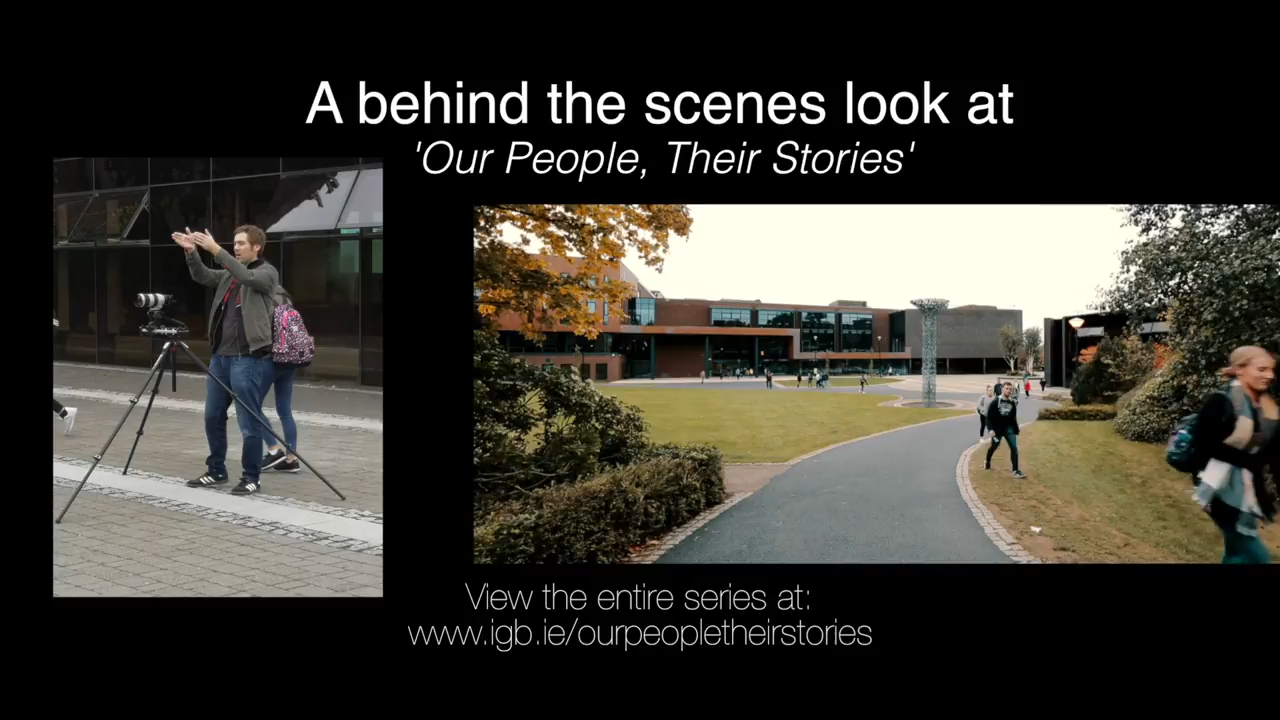 A behind the scenes look at
'Our People, Their Stories'
View the entire series at:
www.igb.ie/ourpeopletheirstories